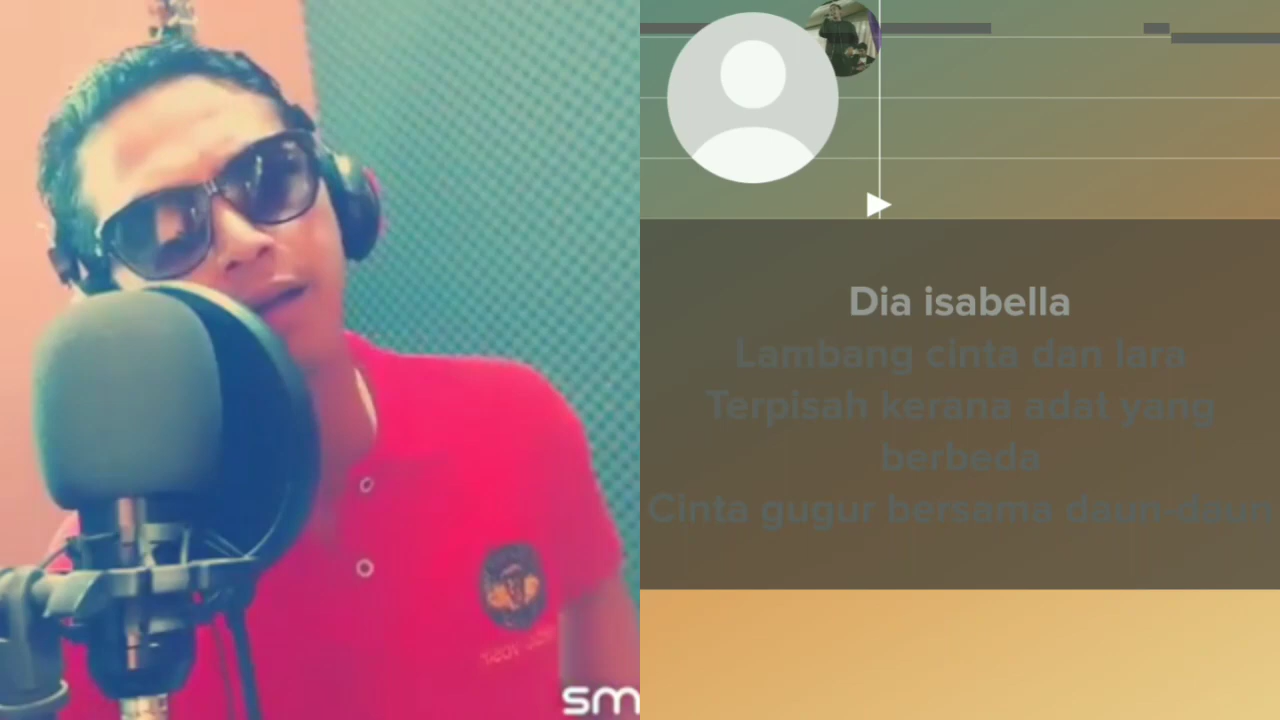 Dia isabella
Lambang cinta dan lara
Terpisah kerana adat yang
berbeda
Cinta gugur bersama daun-daun
sm